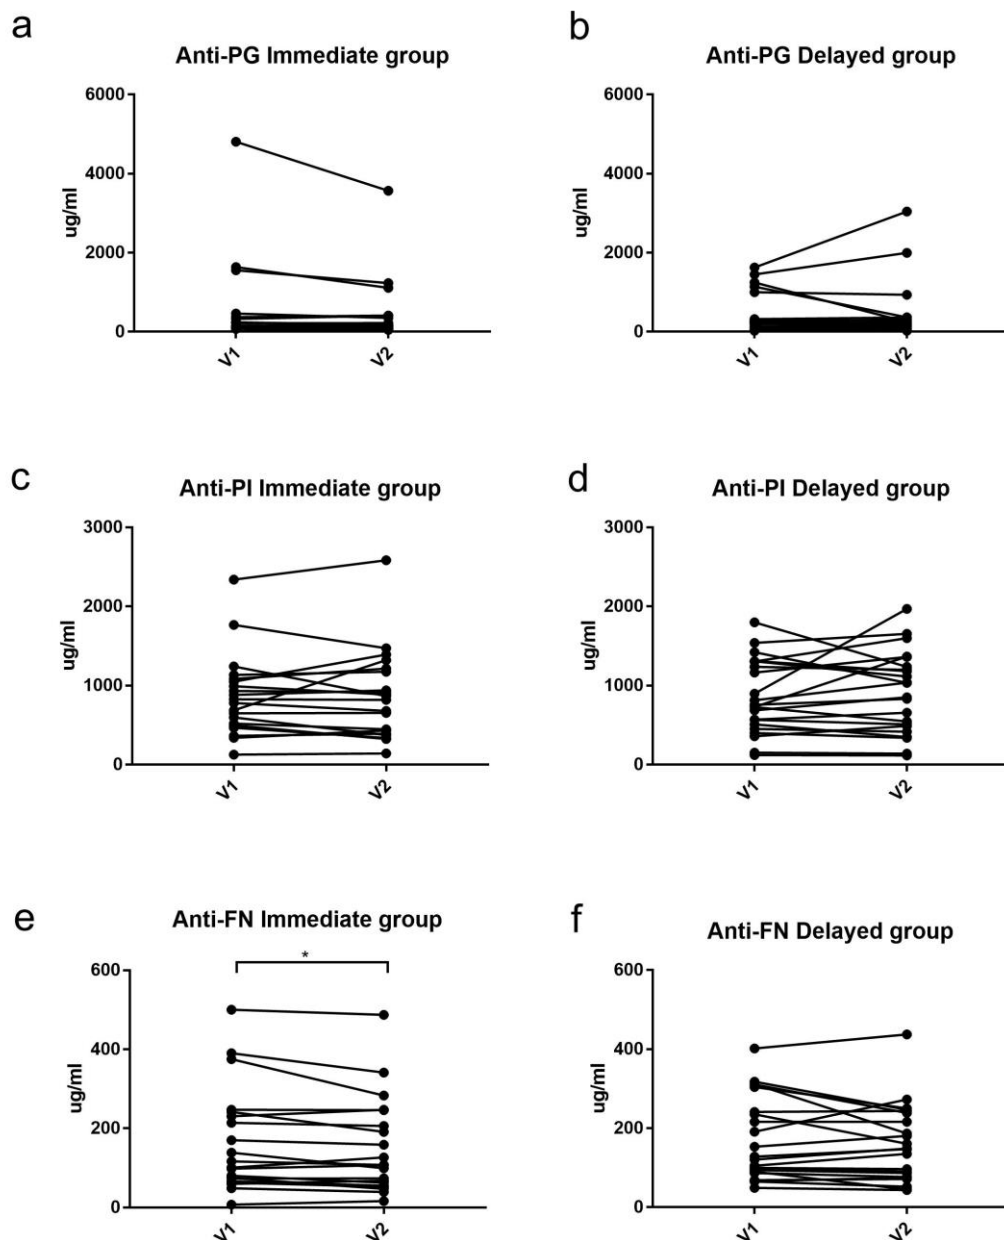 a
Anti-PG Immediate group
6000
4000
2000
0
ug/ml
V1
V2
b
Anti-PG Delayed group
6000
4000
2000
0
ug/ml
V1
V2
c
Anti-PI Immediate group
3000
2000
1000
0
ug/ml
V1
V2
d
Anti-PI Delayed group
3000
2000
1000
0
ug/ml
V1
V2
e
Anti-FN Immediate group
*
600
400
200
0
ug/ml
V1
V2
f
Anti-FN Delayed group
600
400
200
0
ug/ml
V1
V2